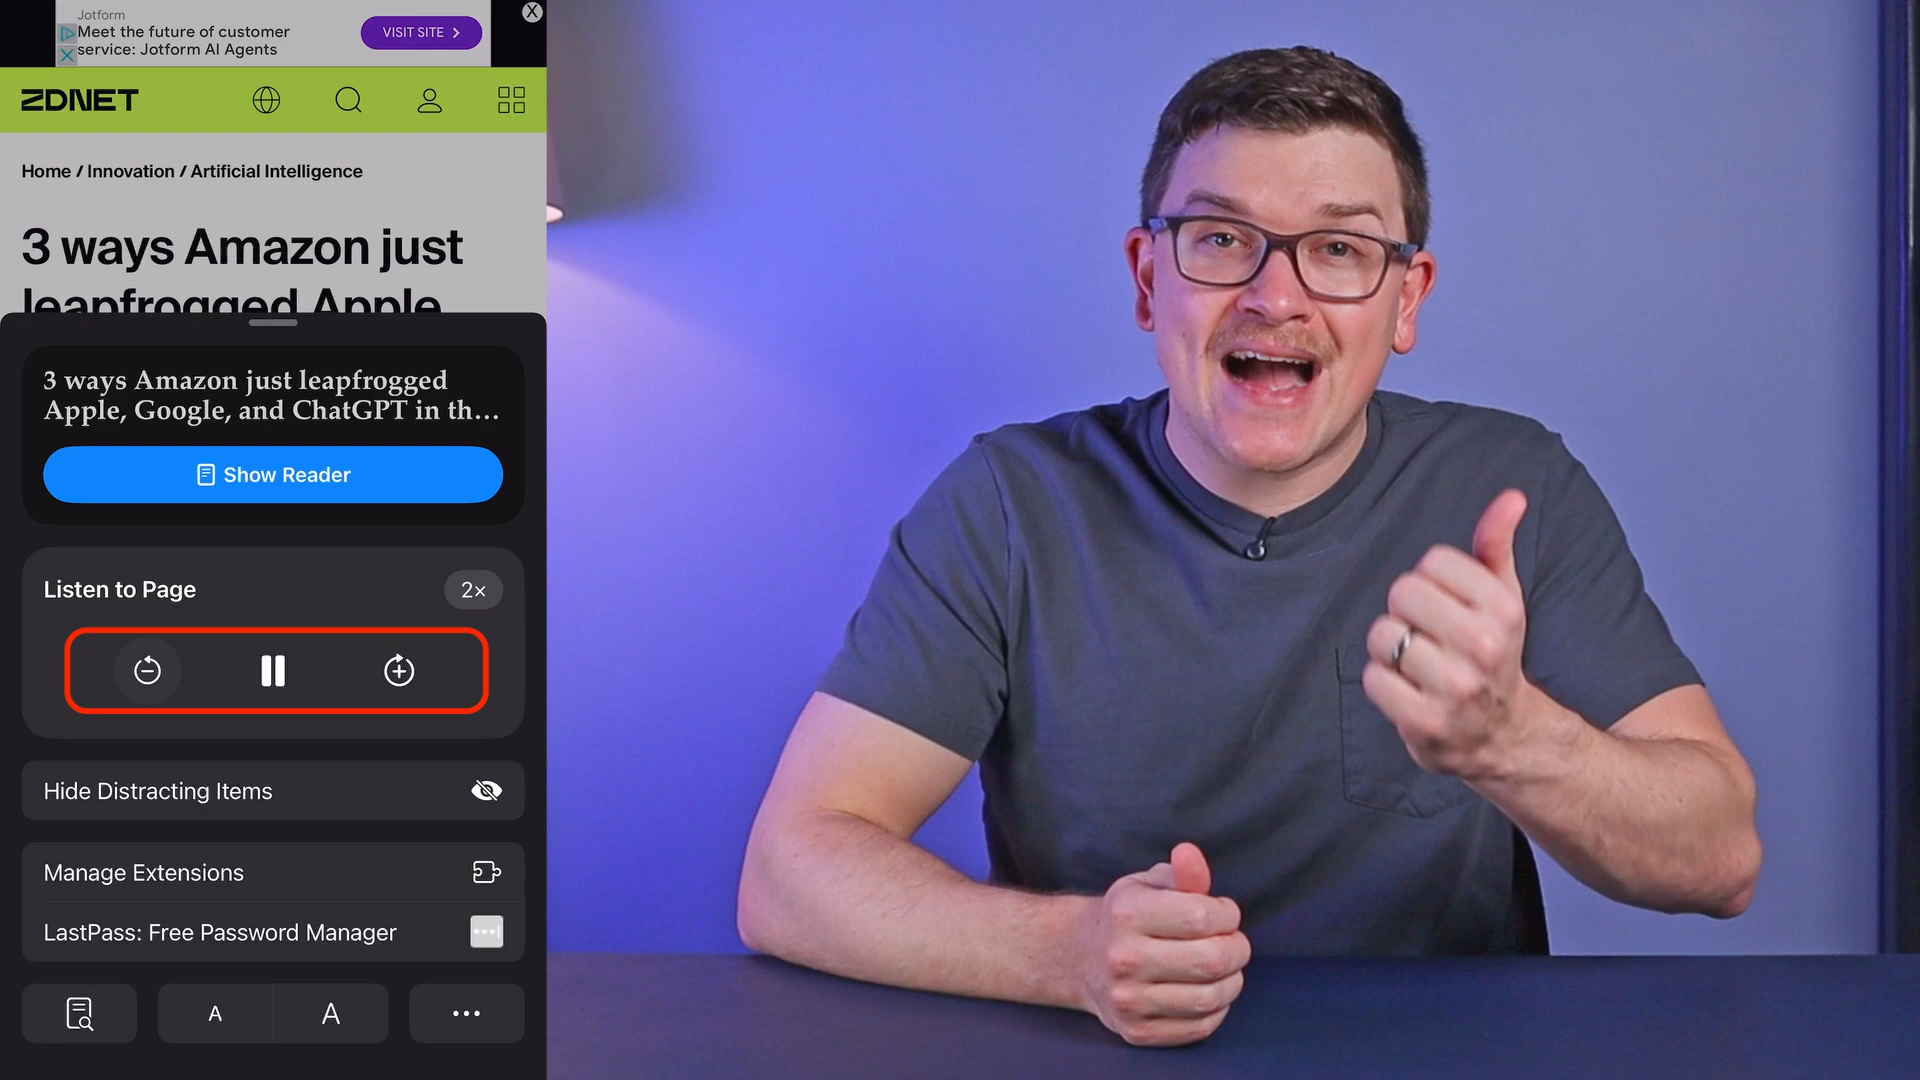 Jotform
Meet the future of customer
service: Jotform AI Agents
VISIT SITE
X
ZDNET
Home / Innovation / Artificial Intelligence
3 ways Amazon just
leapfrogged Apple
3 ways Amazon just leapfrogged
Apple, Google, and ChatGPT in th...
Show Reader
Listen to Page
2×
Hide Distracting Items
Manage Extensions
LastPass: Free Password Manager
A
A